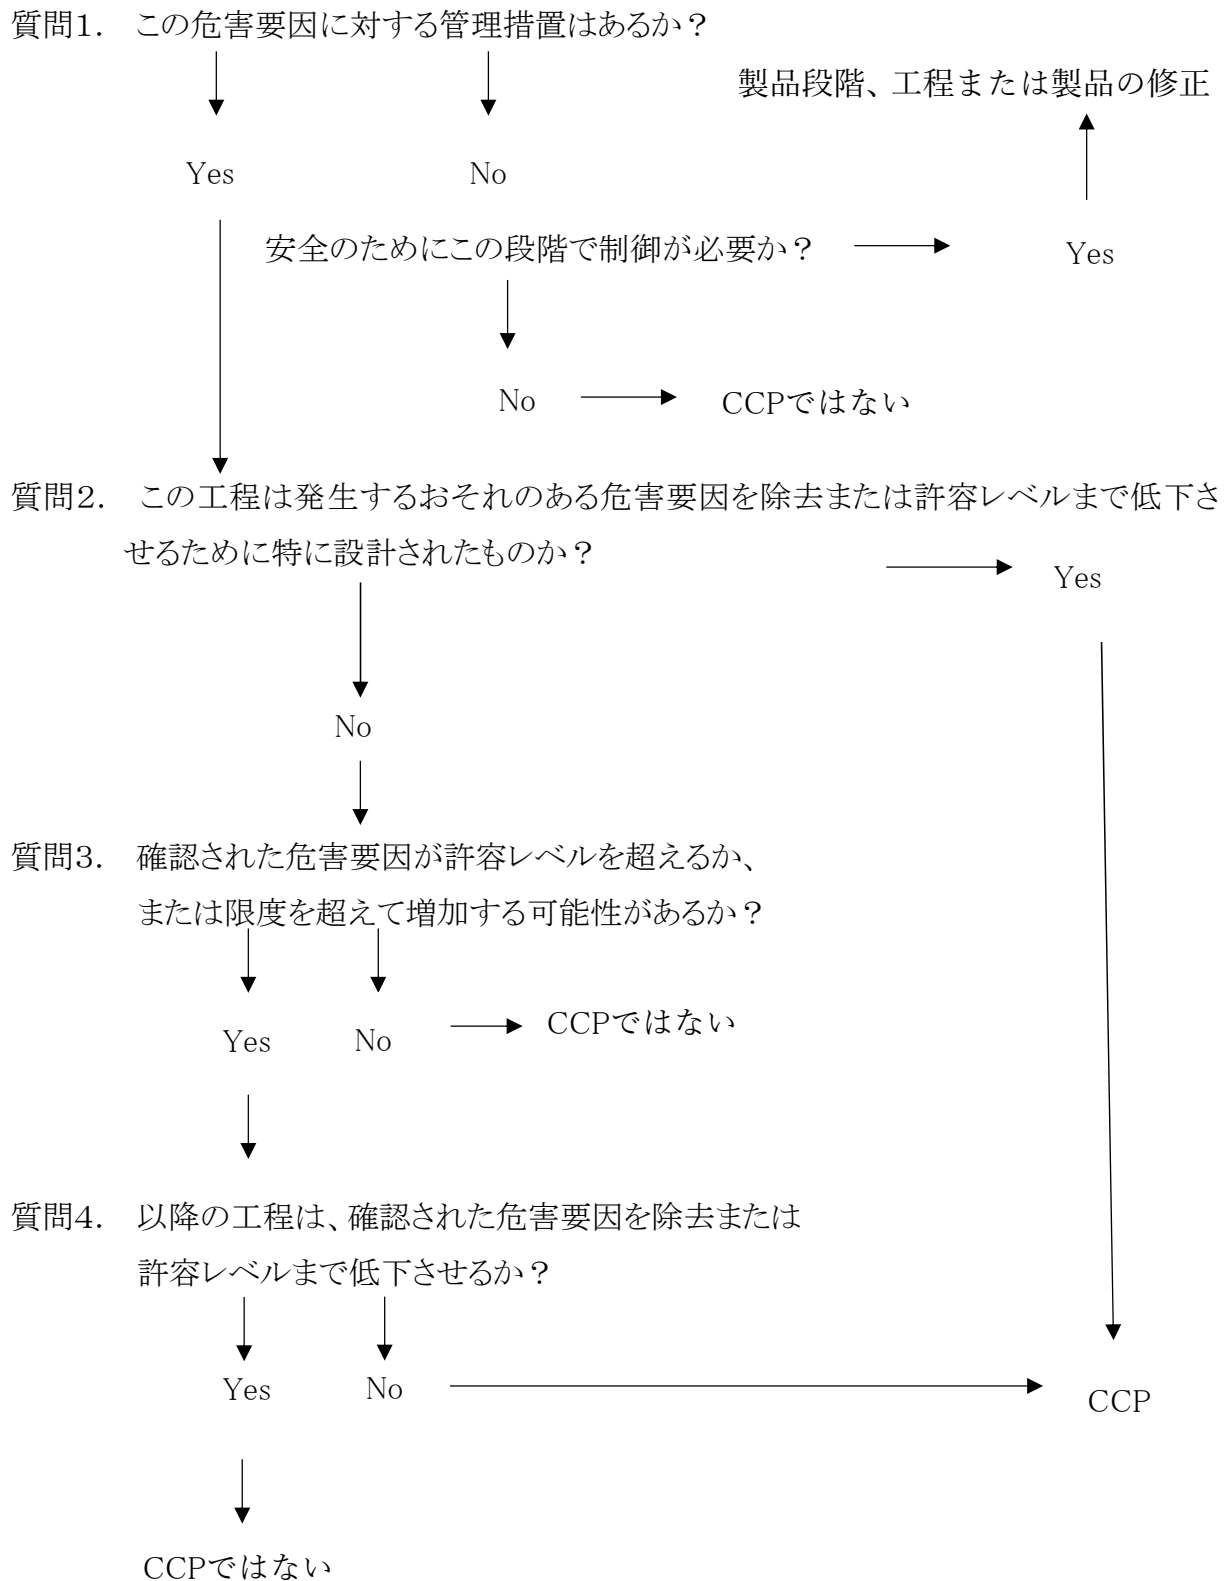 質問1. この危害要因に対する管理措置はあるか？
製品段階、工程または製品の修正
Yes
No
安全のためにこの段階で制御が必要か？
Yes
No
CCPではない
質問2. この工程は発生するおそれのある危害要因を除去または許容レベルまで低下さ
せるために特に設計されたものか？
Yes
No
質問3. 確認された危害要因が許容レベルを超えるか、
または限度を超えて増加する可能性があるか？
Yes
No
CCPではない
質問4. 以降の工程は、確認された危害要因を除去または
許容レベルまで低下させるか？
Yes
No
CCP
CCPではない